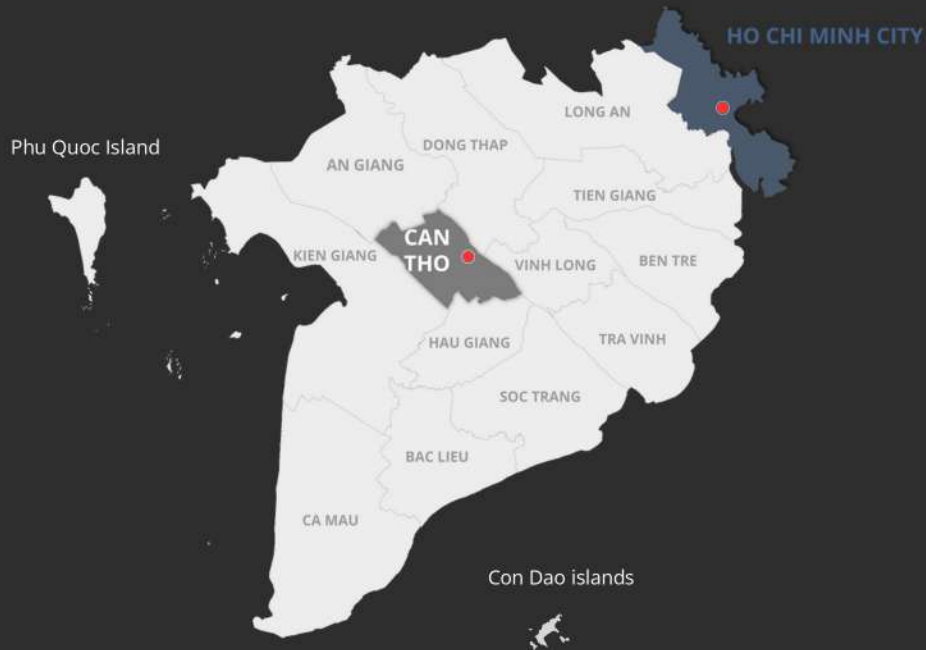 HO CHI MINH CITY
LONG AN
Phu Quoc Island
DONG THAP
AN GIANG
TIEN GIANG
CAN
THO
KIEN GIANG
VINH LONG
BEN TRE
HAU GIANG
TRA VINH
SOC TRANG
BAC LIEU
CA MAU
Con Dao islands